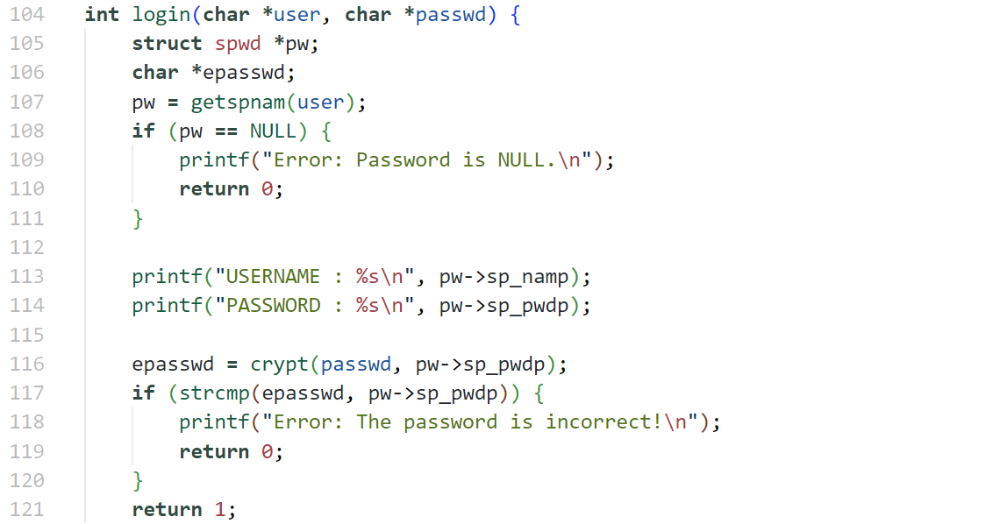 104 int login(char *user, char *passwd) {
105 struct spwd *pw;
106 char *epasswd;
107 pw = getspnam(user);
108 if (pw == NULL) {
109 printf("Error: Password is NULL.\n");
110 return 0;
111 }
112
113 printf("USERNAME : %s\n", pw->sp_namp);
114 printf("PASSWORD : %s\n", pw->sp_pwdp);
115
116 epasswd = crypt(passwd, pw->sp_pwdp);
117 if (strcmp(epasswd, pw->sp_pwdp)) {
118 printf("Error: The password is incorrect!\n");
119 return 0;
120 }
121 return 1;